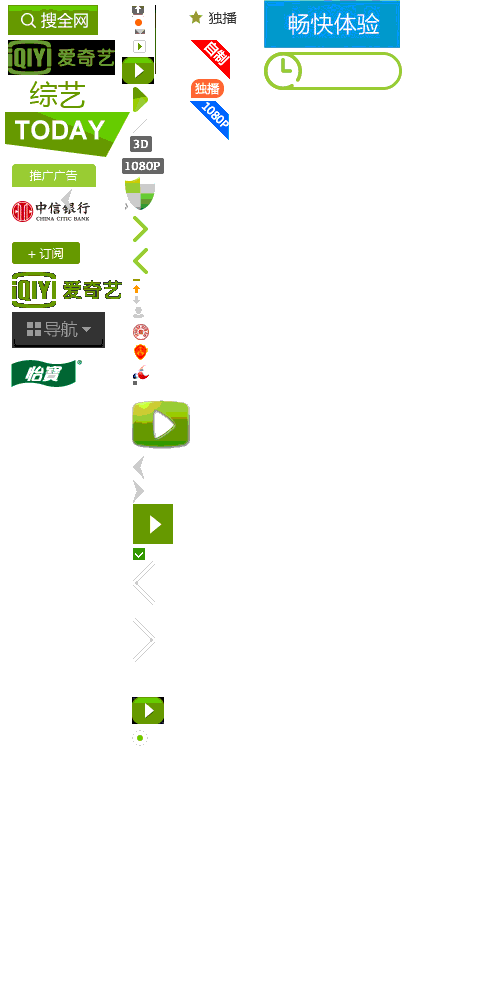 搜全网
iQIYI 爱奇艺
综艺
TODAY
推广广告
中信银行
CHINA CITIC BANK
+ 订阅
iQIYI 爱奇艺
导航
怡寶®
3D
1080P
独播
自制
独播
1080P
畅快体验